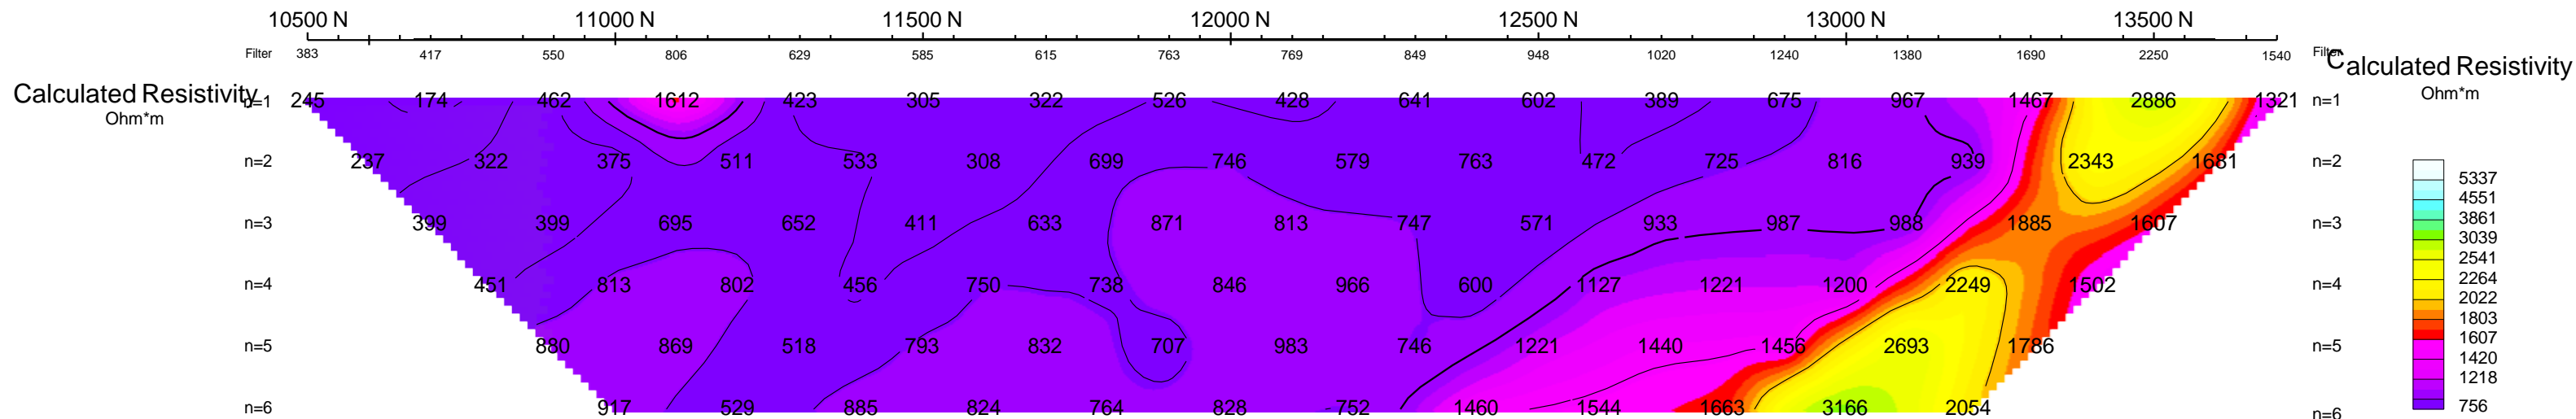 10500 N 11000 N 11500 N 12000 N 12500 N 13000 N 13500 N
Filter 383 417 550 806 629 585 615 763 769 849 948 1020 1240 1380 1690 2250 1540 Filter
Calculated Resistivity Calculated Resistivity
Ohm*m Ohm*m
n=1 245 174 462 1612 423 305 322 526 428 641 602 389 675 967 1467 2886 1321 n=1
n=2 237 322 375 511 533 308 699 746 579 763 472 725 816 939 2343 1681 n=2
n=3 399 399 695 652 411 633 871 813 747 571 933 987 988 1885 1607 n=3
n=4 451 813 802 456 750 738 846 966 600 1127 1221 1200 2249 1502 n=4
n=5 880 869 518 793 832 707 983 746 1221 1440 1456 2693 1786 n=5
n=6 917 529 885 824 764 828 752 1460 1544 1663 3166 2054 n=6
5337
4551
3861
3039
2541
2264
2022
1803
1607
1420
1218
986
756